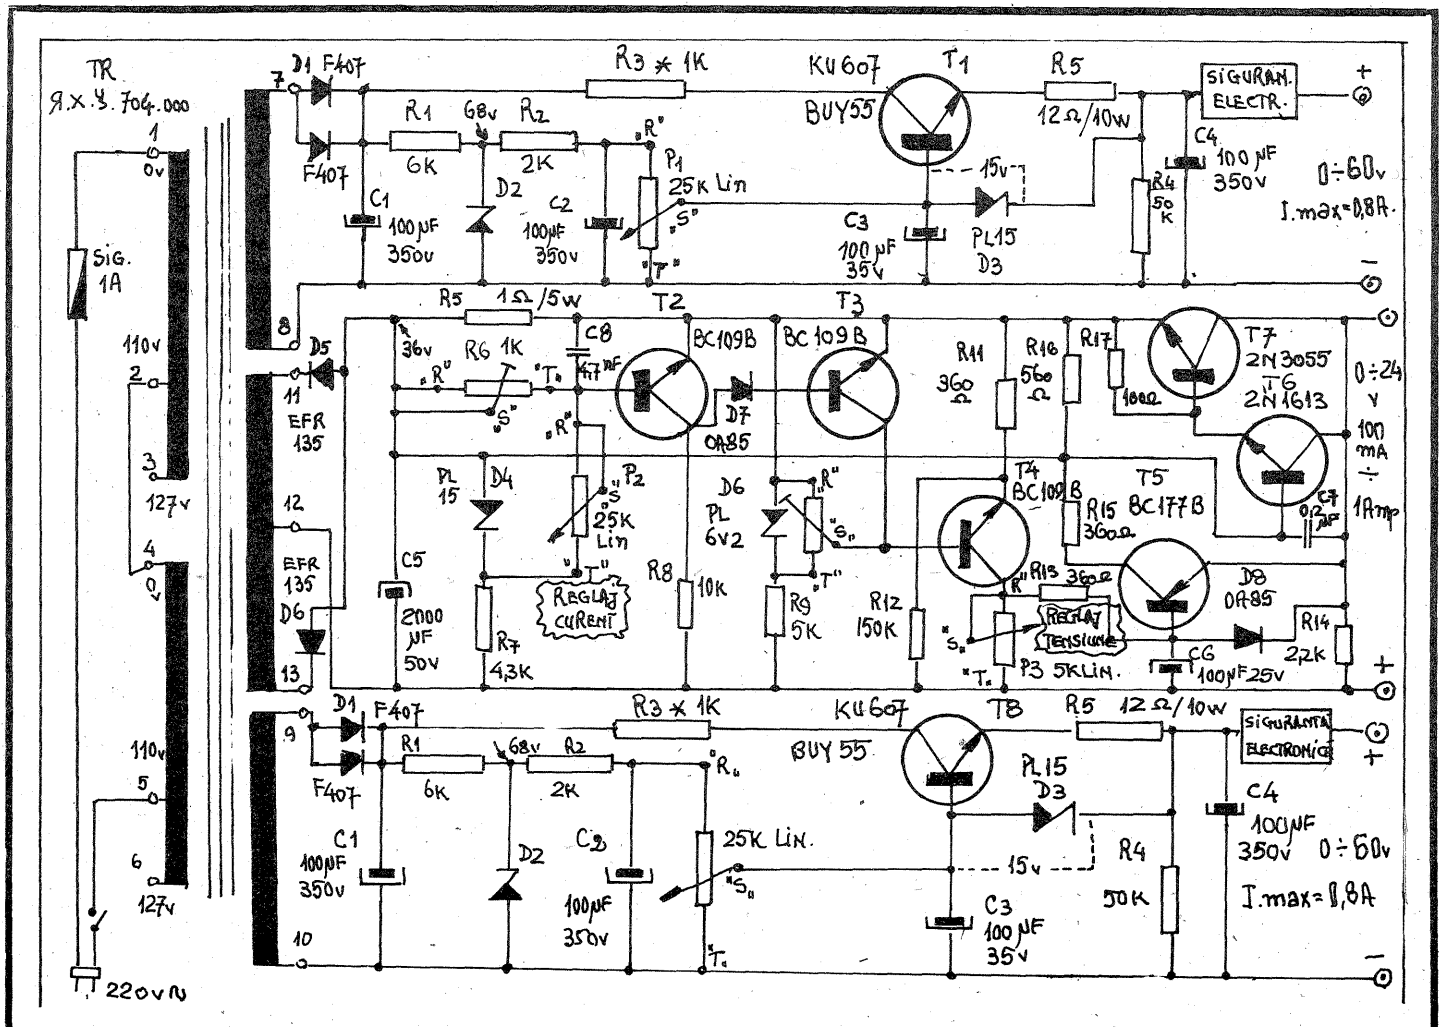 TR
Я.X.У.704.000
1
0v
SIG.
1A
110v
2
3
127v
4
0v
110v
5
6
127v
220v~
7
D1 F407
F407
8
R3 * 1K
R1
6K
68v
R2
2K
"R"
P1
25K Lin
"S"
"T"
C1
100µF
350v
D2
C2
100µF
350v
KU607
BUY55
T1
R5
12Ω/10W
SIGURAN.
ELECTR.
+
15v
PL15
D3
C3
100µF
35v
R4
50
K
C4
100µF
350v
0÷60v
I.max=0,8A.
-
R5
1Ω/5W
T2
T3
36v
R6
1K
"R"
"T"
"S"
C8
4,7nF
BC109B
BC109B
D7
OA85
R11
360
Ω
R16
560
Ω
R17
100Ω
T7
2N3055
T6
2N1613
0÷24
v
100
mA
÷
1Amp
D5
11
EFR
135
12
EFR
135
D6
13
PL
15
D4
"R"
P2
"S"
25K
Lin
"T"
REGLAJ
CURENT
C5
2000
µF
50V
R7
4,3K
R8
10K
D6
PL
6v2
"R"
"S"
"T"
R9
5K
T4
BC109B
T5
BC177B
R15
360Ω
C7
0,2
µF
R12
150K
R13
360Ω
"R"
"S"
"T"
REGLAJ
TENSIUNE
P3 5KLIN.
D8
OA85
R14
2,2K
C6
100µF25v
+
9
D1 F407
F407
R1
6K
68v
R2
2K
R3 * 1K
"R"
KU607
BUY55
T8
R5 12Ω/10W
SIGURANTA
ELECTRONICĂ
+
PL15
D3
15v
C1
100µF
350v
D2
C2
100µF
350v
25K LIN.
"S"
"T"
C3
100µF
35v
R4
50K
C4
100µF
350v
0÷60v
I.max=0,8A
10
-